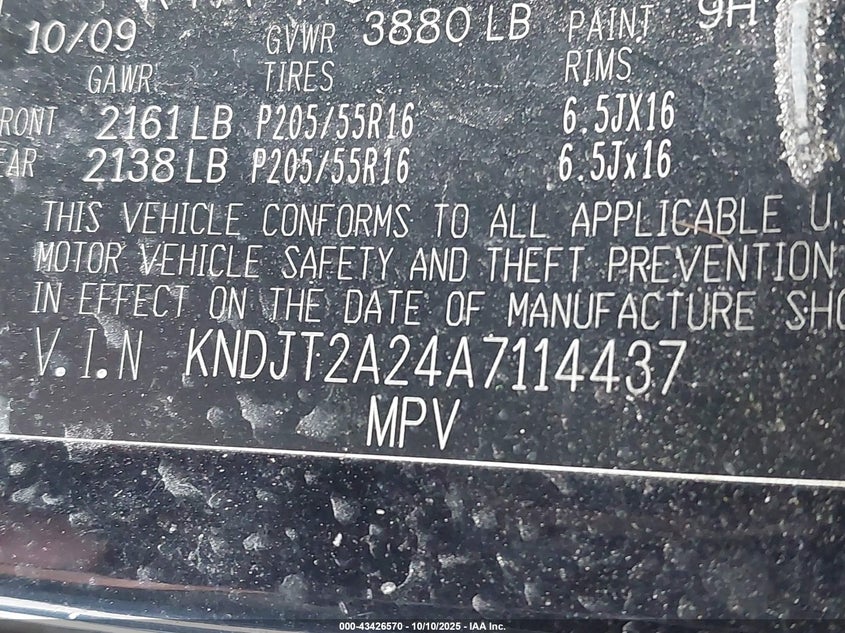 10/09 GVWR 3880 LB PAINT 9H
GAWR TIRES RIMS
FRONT 2161 LB P205/55R16 6.5JX16
2138 LB P205/55R16 6.5Jx16
THIS VEHICLE CONFORMS TO ALL APPLICABLE U.S
MOTOR VEHICLE SAFETY AND THEFT PREVENTION
IN EFFECT ON THE DATE OF MANUFACTURE SHO
V.I.N KNDJT2A24A7114437
MPV
000-43426570 - 10/10/2025 - IAA Inc.